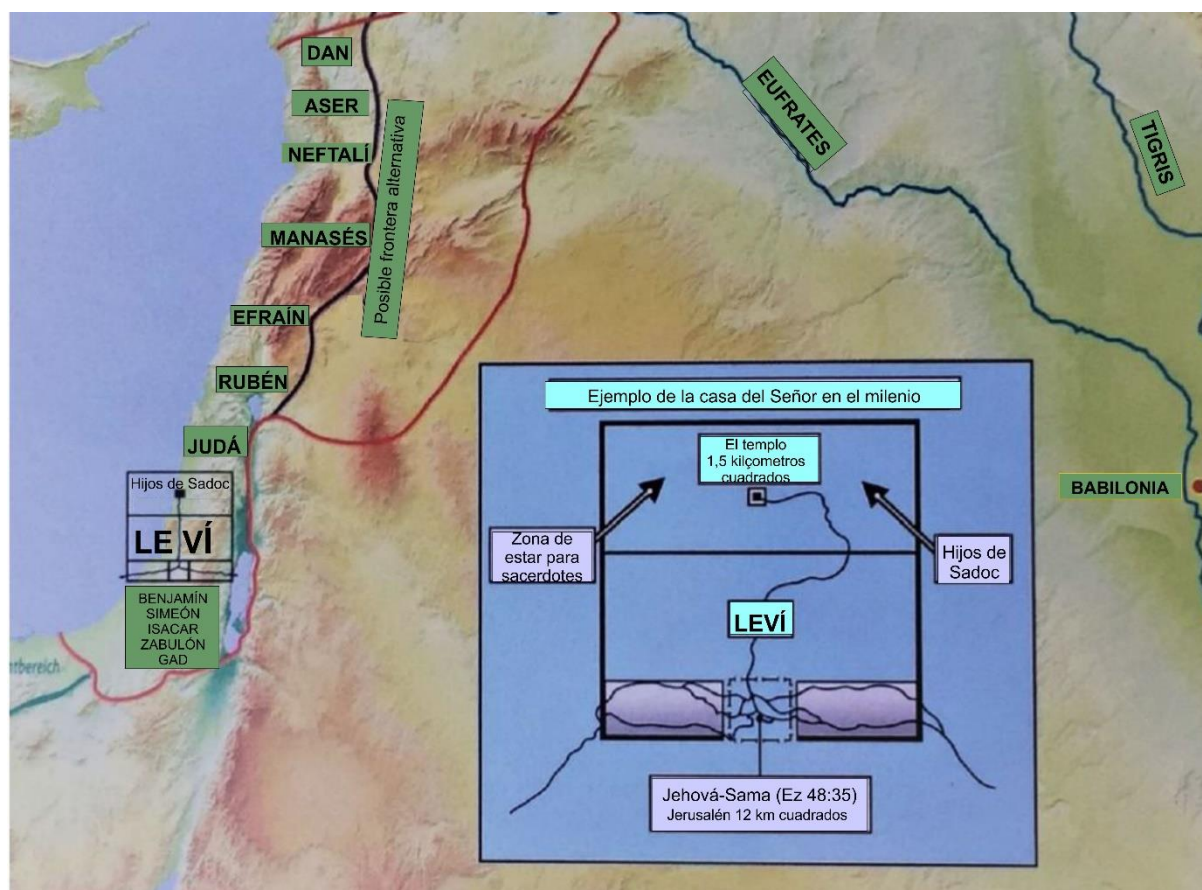 DAN
ASER
NEFTALÍ
MANASÉS
Posible frontera alternativa
EFRAÍN
RUBÉN
JUDÁ
Hijos de Sadoc
LE VÍ
BENJAMÍN
SIMEÓN
ISACAR
ZABULÓN
GAD
ntbereich
EUFRATES
TIGRIS
BABILONIA
Ejemplo de la casa del Señor en el milenio
El templo
1,5 kilçometros
cuadrados
Zona de
estar para
sacerdotes
Hijos de
Sadoc
LEVÍ
Jehová-Sama (Ez 48:35)
Jerusalén 12 km cuadrados